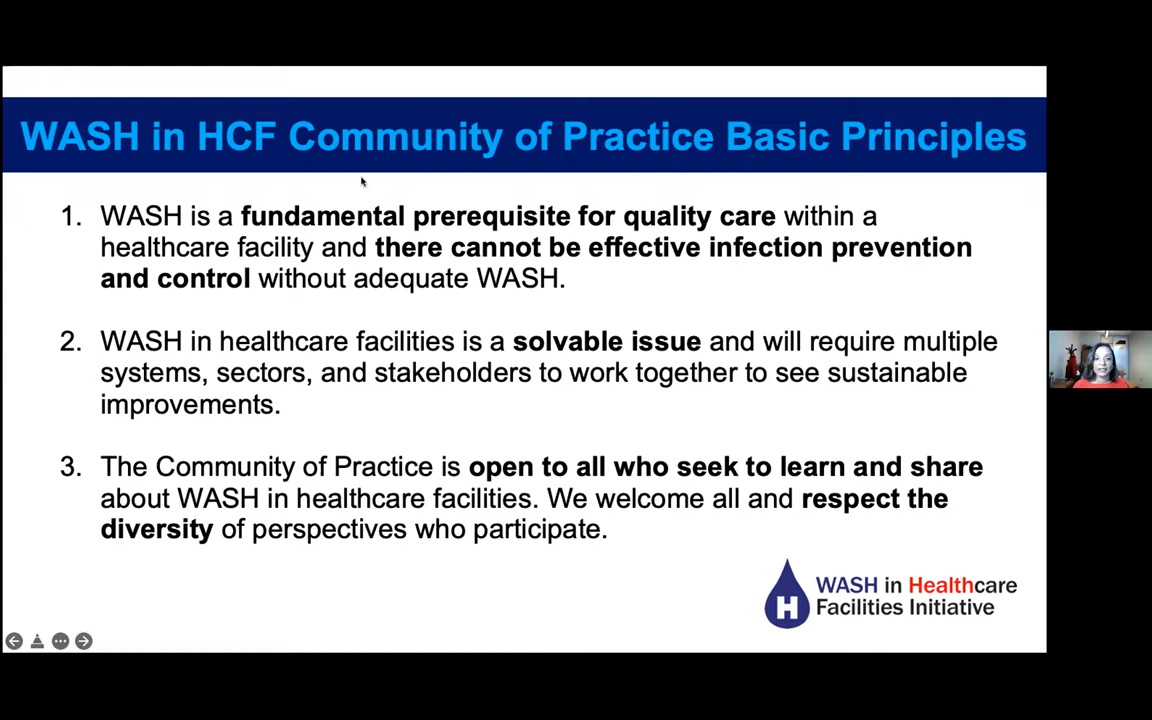 WASH in HCF Community of Practice Basic Principles
1. WASH is a fundamental prerequisite for quality care within a
healthcare facility and there cannot be effective infection prevention
and control without adequate WASH.
2. WASH in healthcare facilities is a solvable issue and will require multiple
systems, sectors, and stakeholders to work together to see sustainable
improvements.
3. The Community of Practice is open to all who seek to learn and share
about WASH in healthcare facilities. We welcome all and respect the
diversity of perspectives who participate.
H
WASH in Healthcare
Facilities Initiative